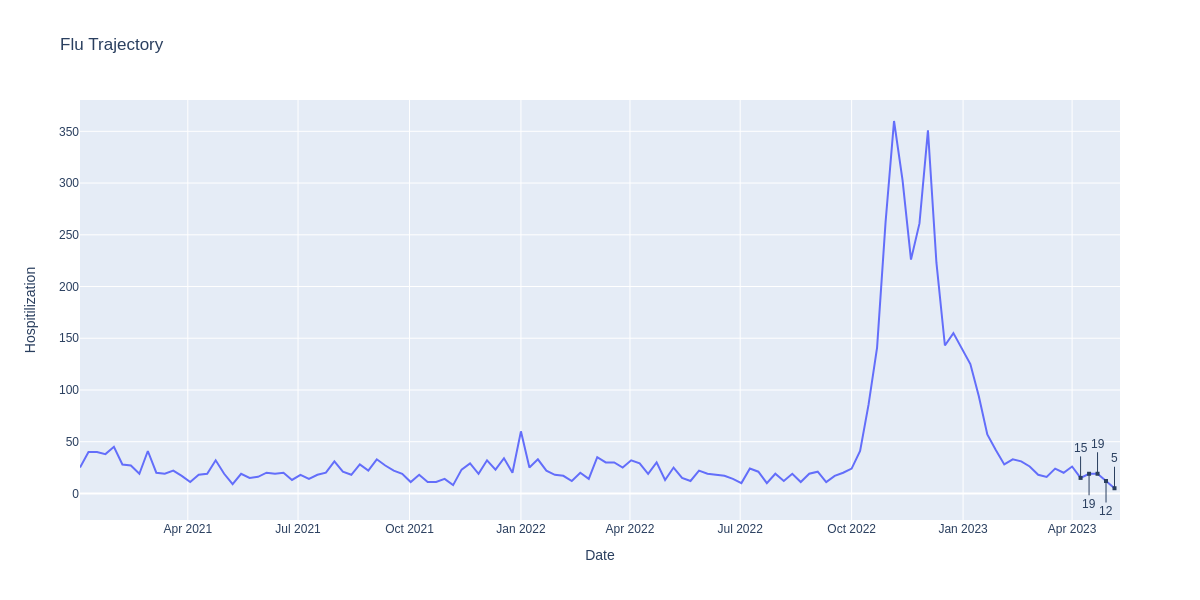 Flu Trajectory
Hospitilization
350
300
250
200
150
100
50
0
15
19
19
12
5
Apr 2021
Jul 2021
Oct 2021
Jan 2022
Apr 2022
Jul 2022
Oct 2022
Jan 2023
Apr 2023
Date